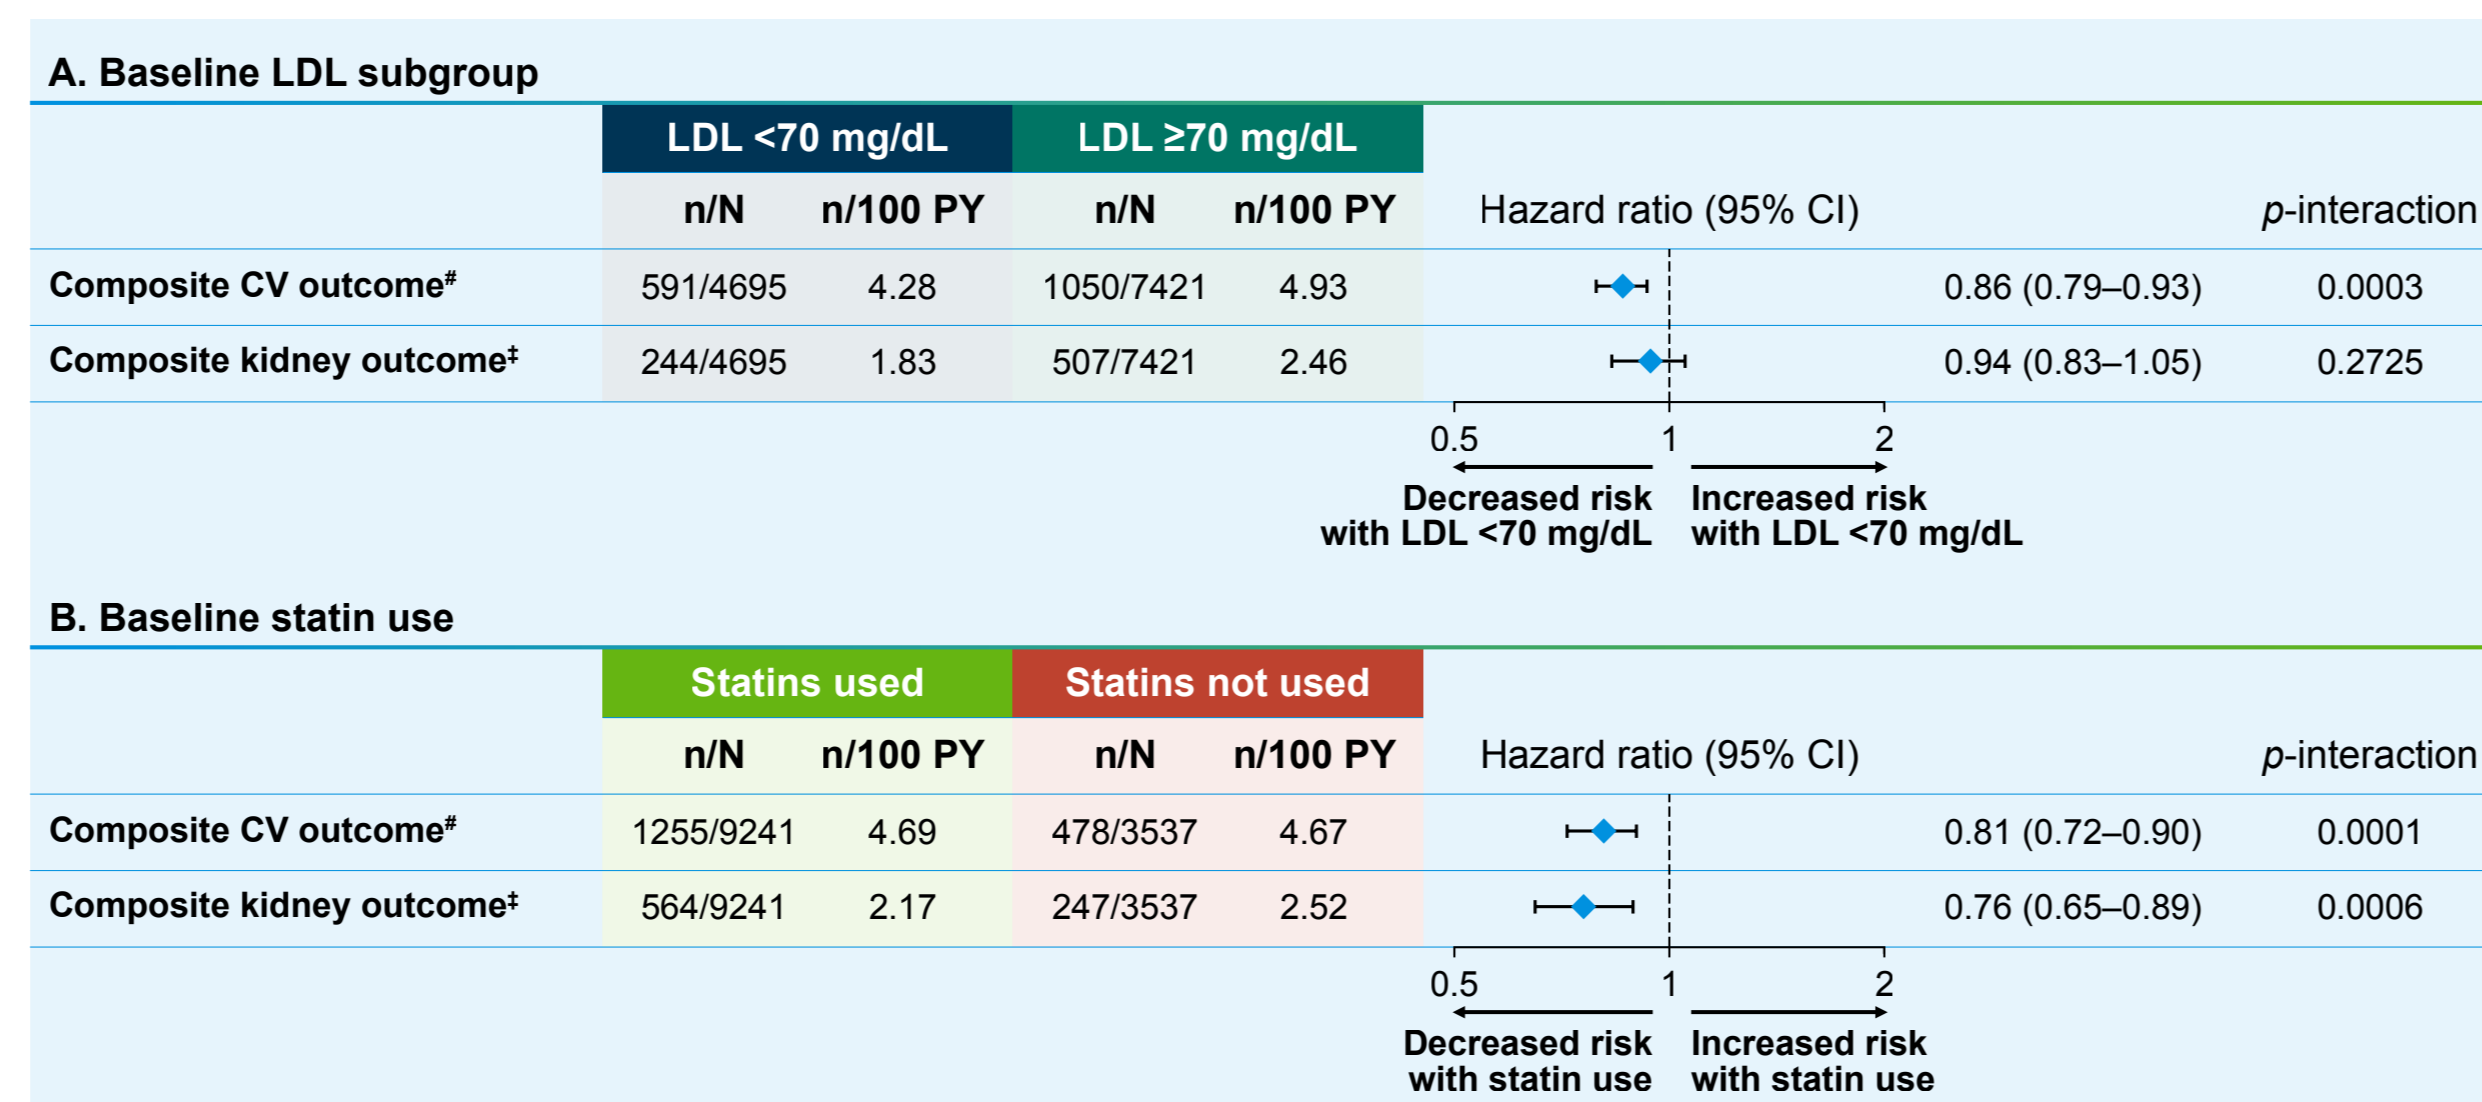 A. Baseline LDL subgroup
LDL <70 mg/dL LDL ≥70 mg/dL
n/N n/100 PY n/N n/100 PY Hazard ratio (95% CI) p-interaction
Composite CV outcome# 591/4695 4.28 1050/7421 4.93 0.86 (0.79–0.93) 0.0003
Composite kidney outcome‡ 244/4695 1.83 507/7421 2.46 0.94 (0.83–1.05) 0.2725
0.5 1 2
Decreased risk Increased risk
with LDL <70 mg/dL with LDL <70 mg/dL
B. Baseline statin use
Statins used Statins not used
n/N n/100 PY n/N n/100 PY Hazard ratio (95% CI) p-interaction
Composite CV outcome# 1255/9241 4.69 478/3537 4.67 0.81 (0.72–0.90) 0.0001
Composite kidney outcome‡ 564/9241 2.17 247/3537 2.52 0.76 (0.65–0.89) 0.0006
0.5 1 2
Decreased risk Increased risk
with statin use with statin use